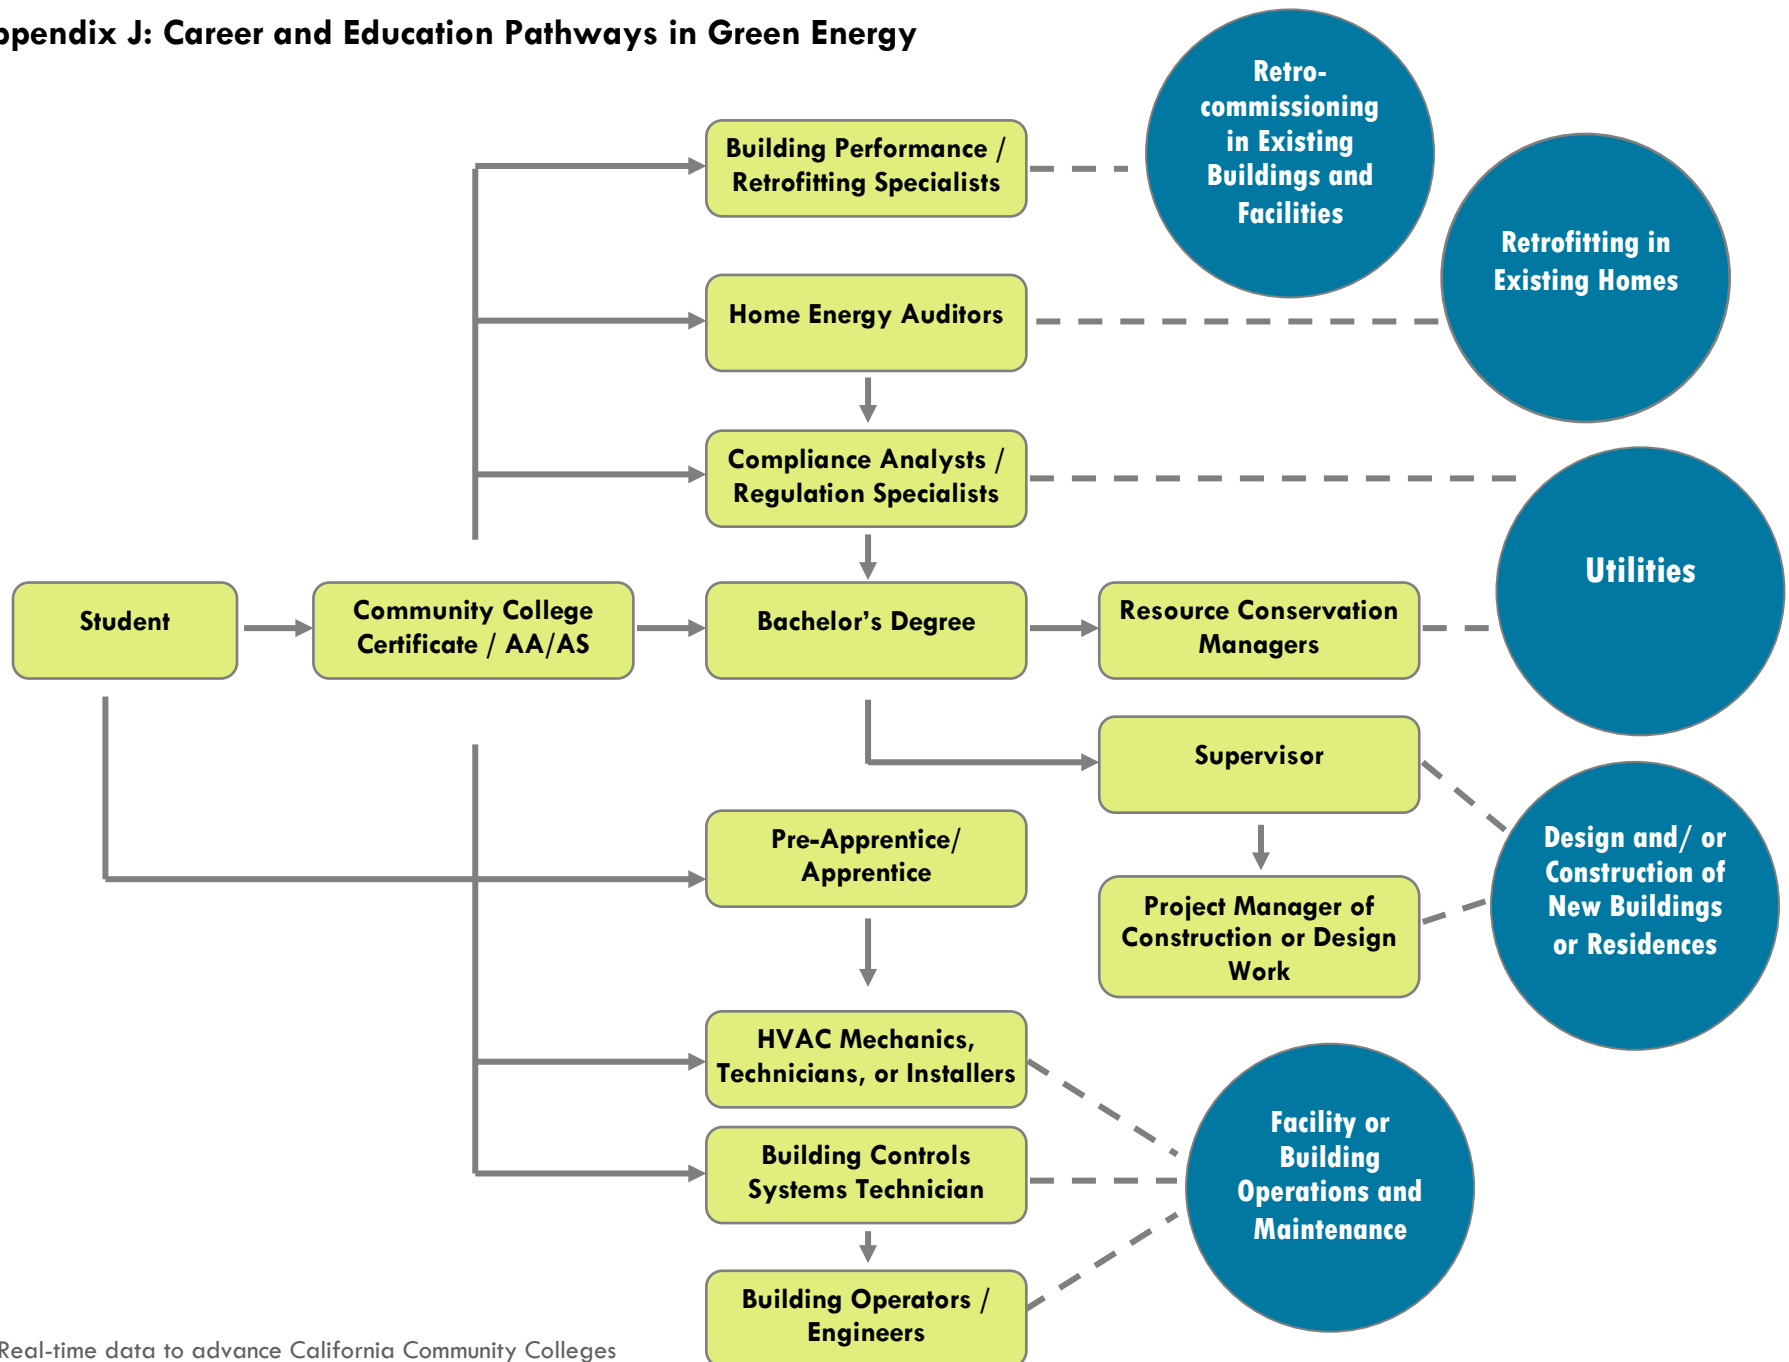 ppendix J: Career and Education Pathways in Green Energy
Retro-
commissioning
in Existing
Buildings and
Facilities
Building Performance /
Retrofitting Specialists
Retrofitting in
Existing Homes
Home Energy Auditors
Compliance Analysts /
Regulation Specialists
Utilities
Student
Community College
Certificate / AA/AS
Bachelor's Degree
Resource Conservation
Managers
Supervisor
Pre-Apprentice/
Apprentice
Design and/ or
Construction of
New Buildings
or Residences
Project Manager of
Construction or Design
Work
HVAC Mechanics,
Technicians, or Installers
Facility or
Building
Operations and
Maintenance
Building Controls
Systems Technician
Building Operators /
Engineers
Real-time data to advance California Community Colleges